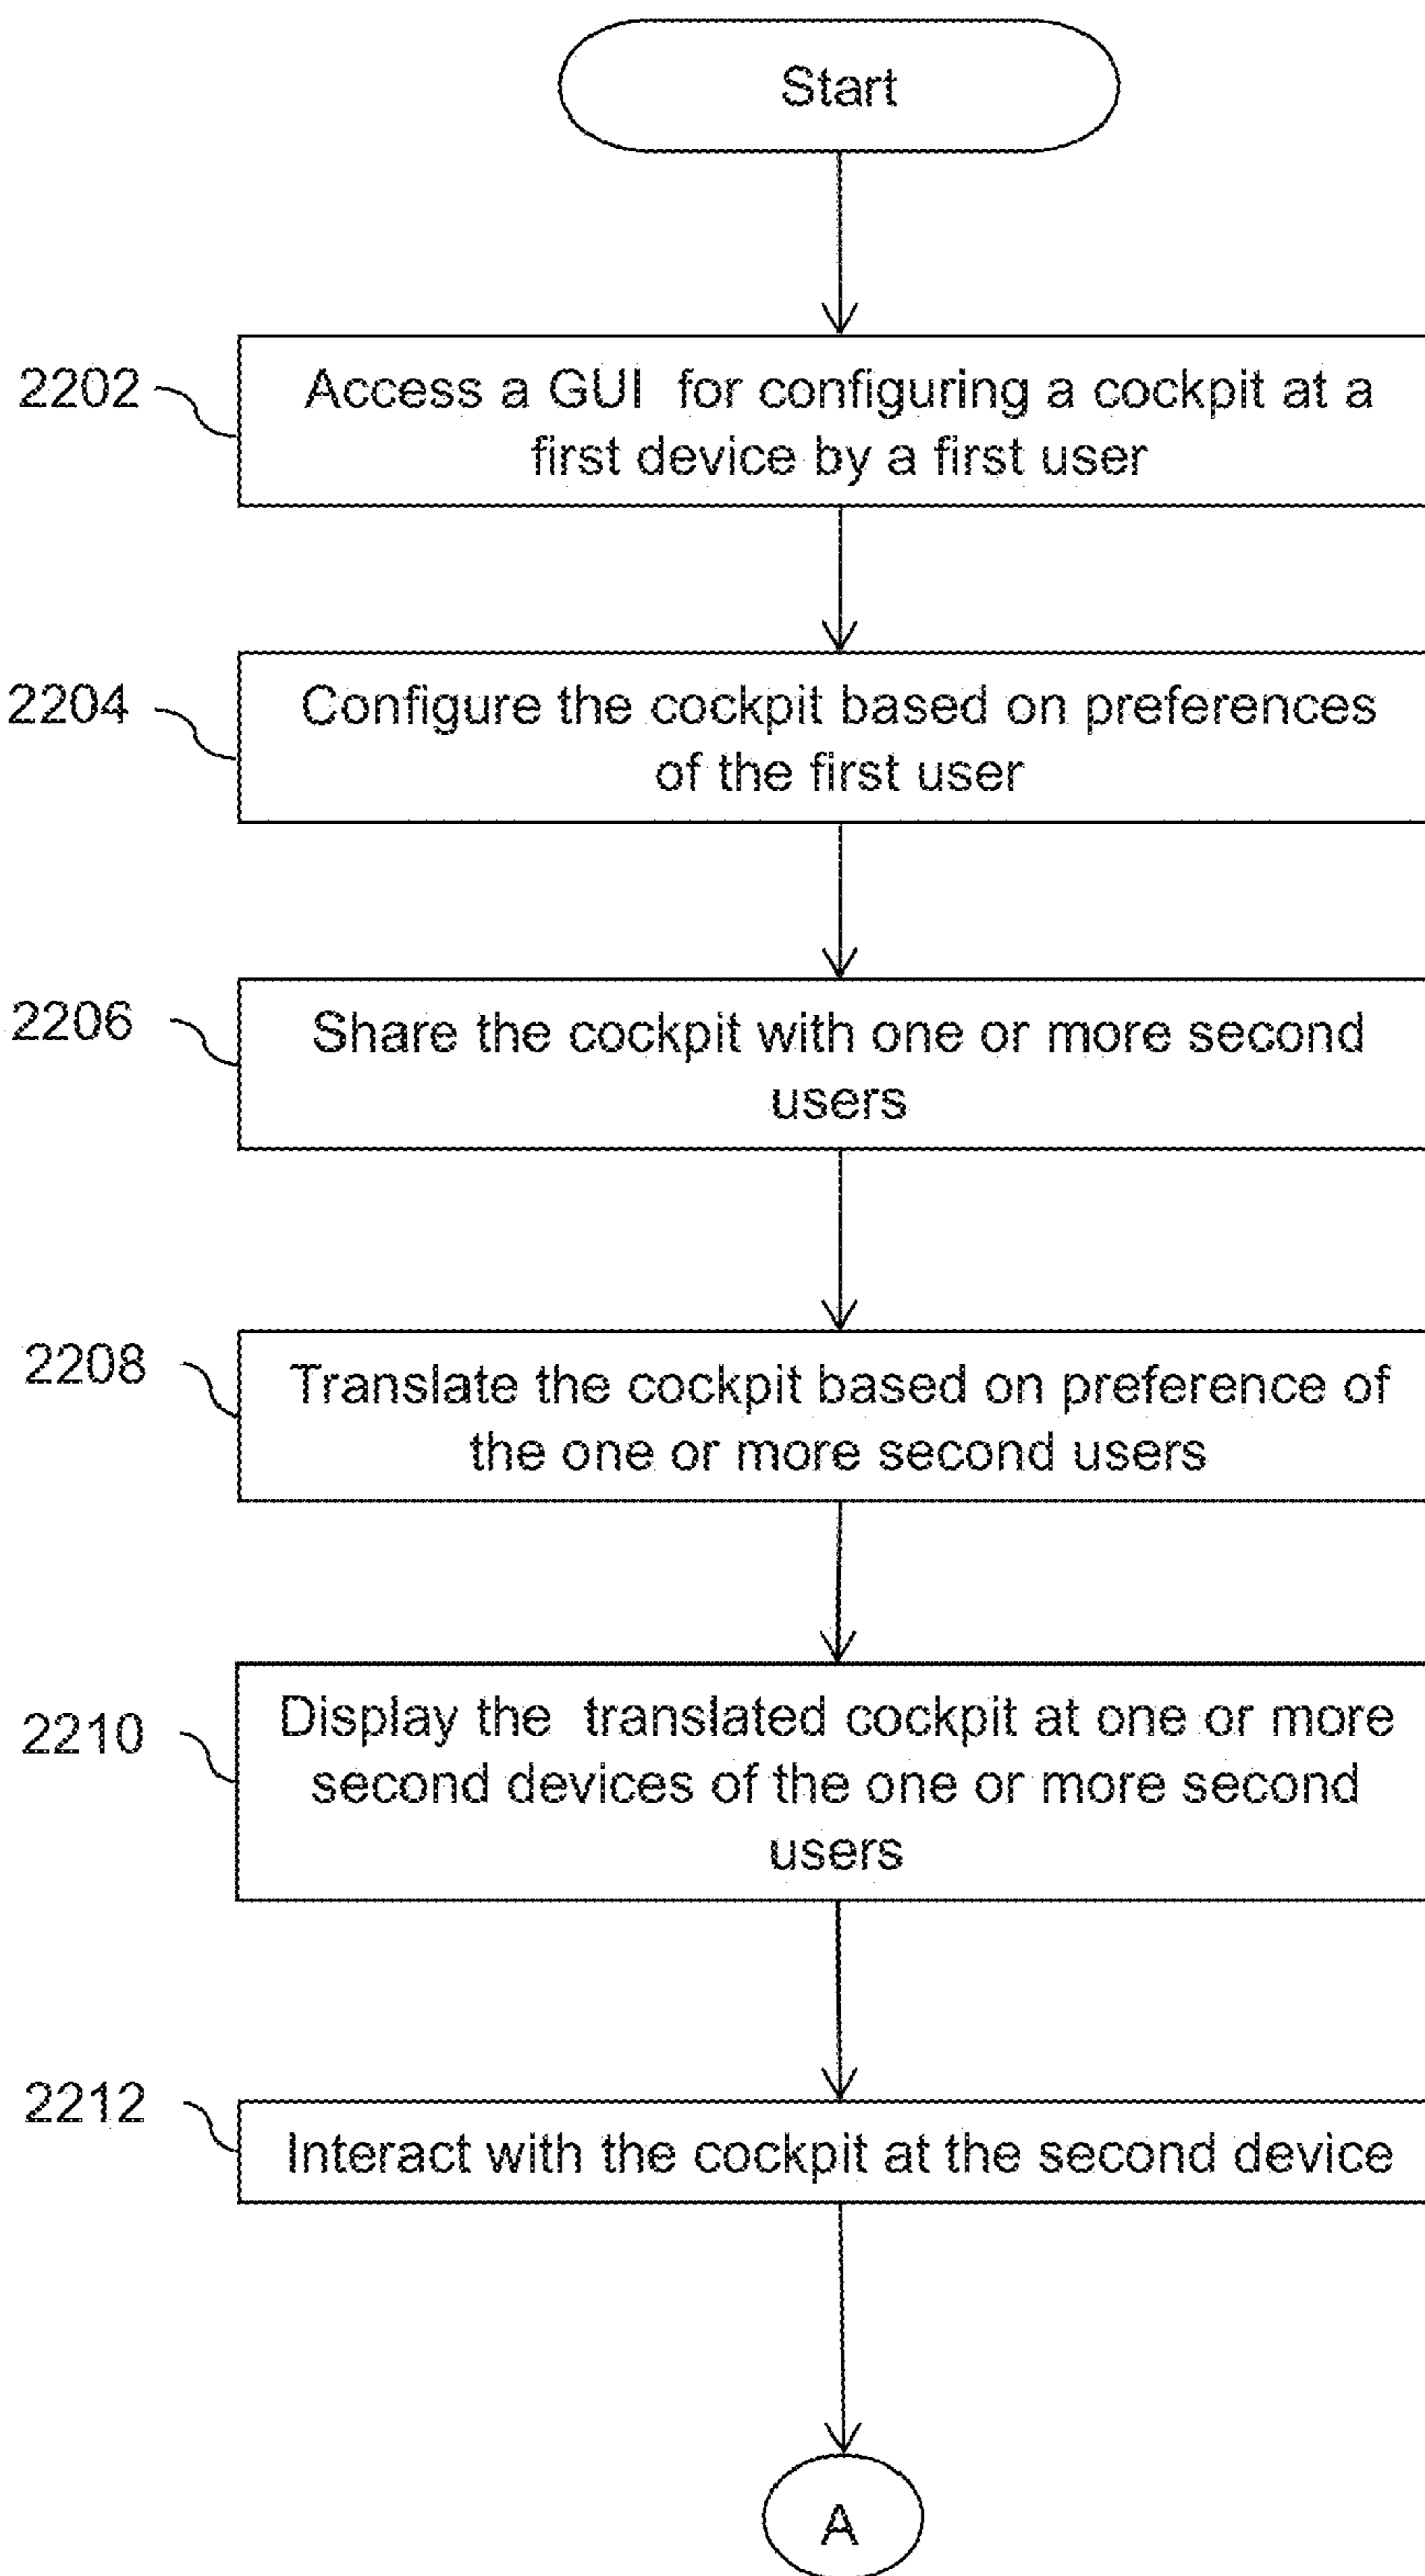 Start
2202
Access a GUI for configuring a cockpit at a
first device by a first user
2204
Configure the cockpit based on preferences
of the first user
2206
Share the cockpit with one or more second
users
2208
Translate the cockpit based on preference of
the one or more second users
2210
Display the translated cockpit at one or more
second devices of the one or more second
users
2212
Interact with the cockpit at the second device
A